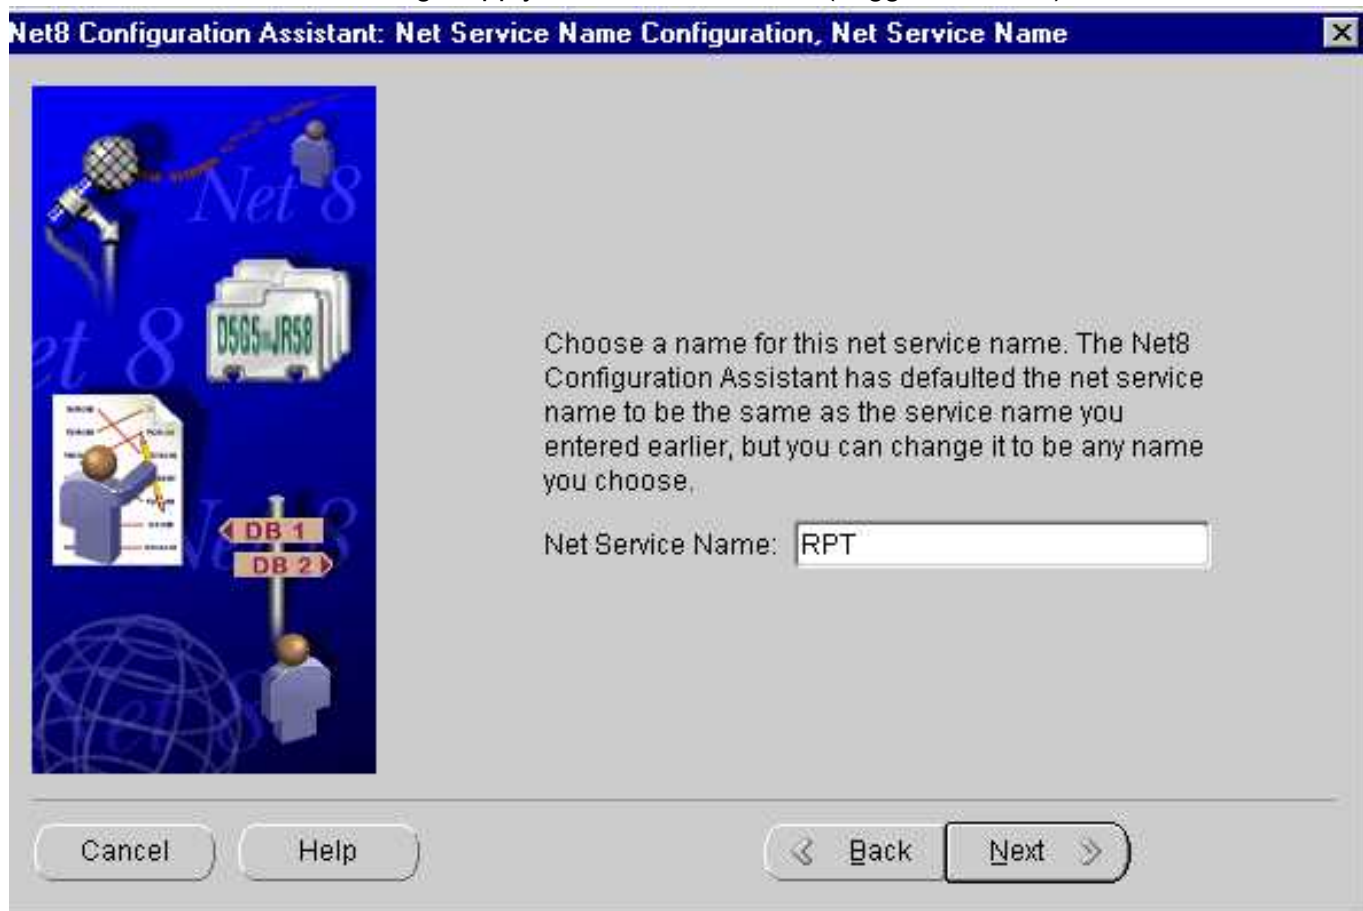 Net8 Configuration Assistant: Net Service Name Configuration, Net Service Name
Net 8
D5G5 JR58
et 8
Choose a name for this net service name. The Net8
Configuration Assistant has defaulted the net service
name to be the same as the service name you
entered earlier, but you can change it to be any name
you choose.
Net Service Name: RPT
DB 1
DB 2
Net 8
Cancel
Help
Back
Next